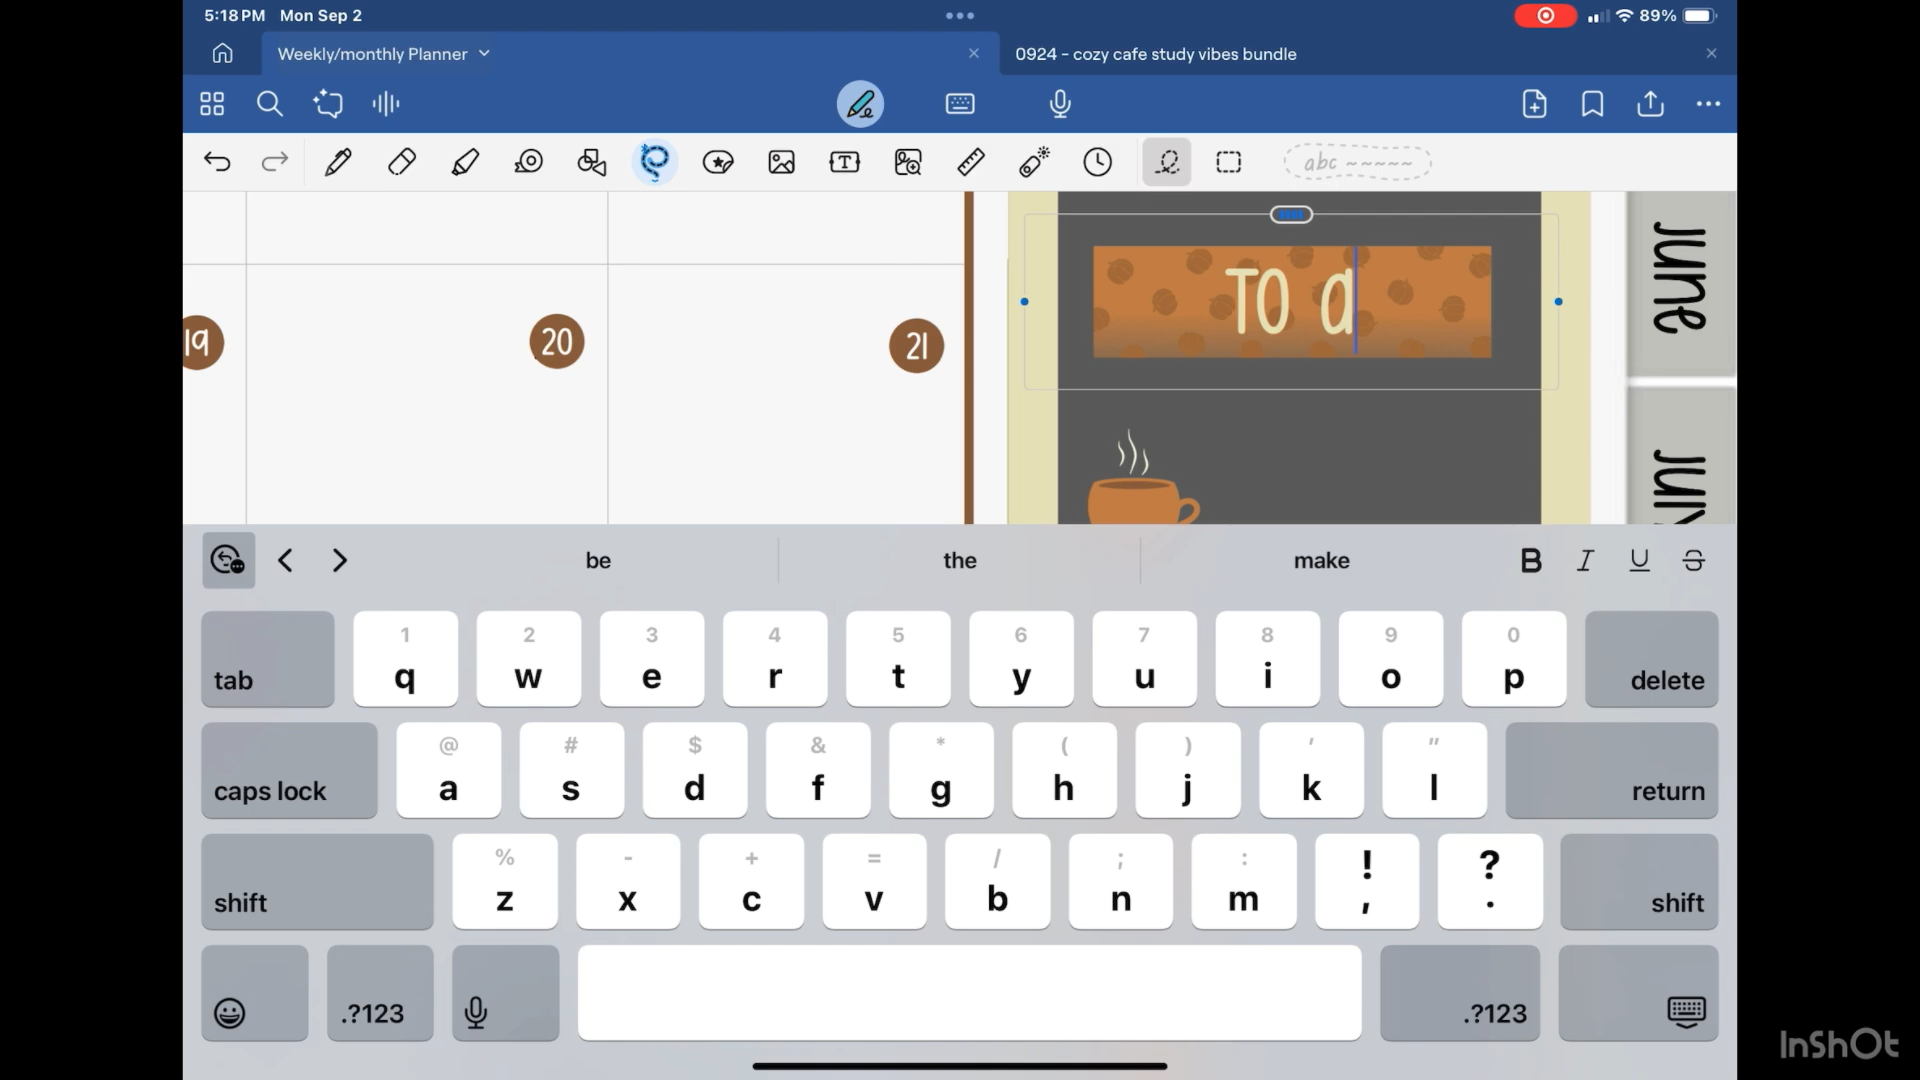 5:18 PM Mon Sep 2
89%
Weekly/monthly Planner
0924 - cozy cafe study vibes bundle
abc
19
20
21
TO d
JUNE
be the make B I U S
tab 1 q 2 w 3 e 4 r 5 t 6 y 7 u 8 i 9 o 0 p delete
caps lock @ a # s $ d & f * g ( h ) j ' k " l return
shift % z - x + c = v / b ; n : m ! , ? . shift
.?123 .?123
InShOt